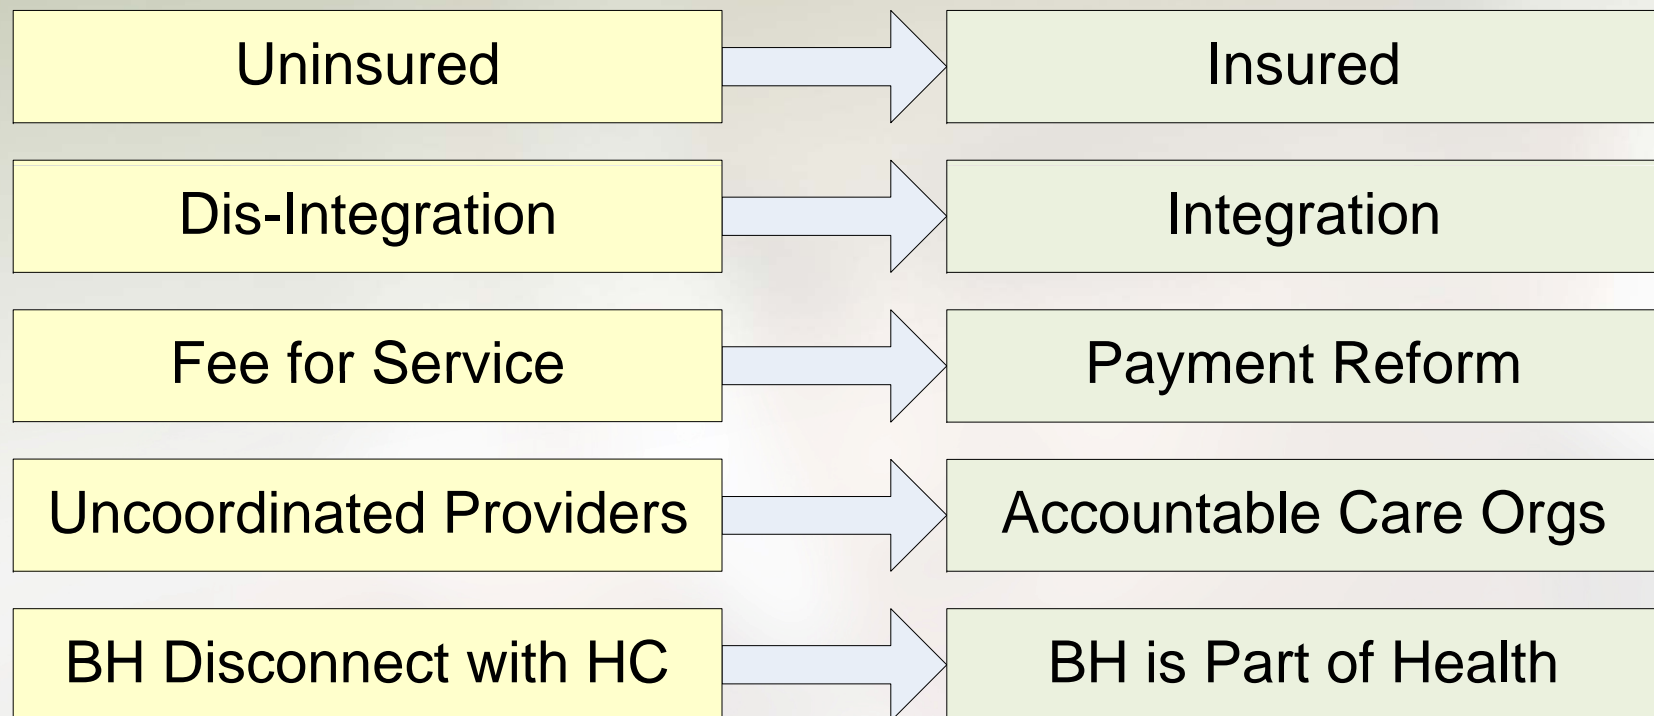 Uninsured
Insured
Dis-Integration
Integration
Fee for Service
Payment Reform
Uncoordinated Providers
Accountable Care Orgs
BH Disconnect with HC
BH is Part of Health